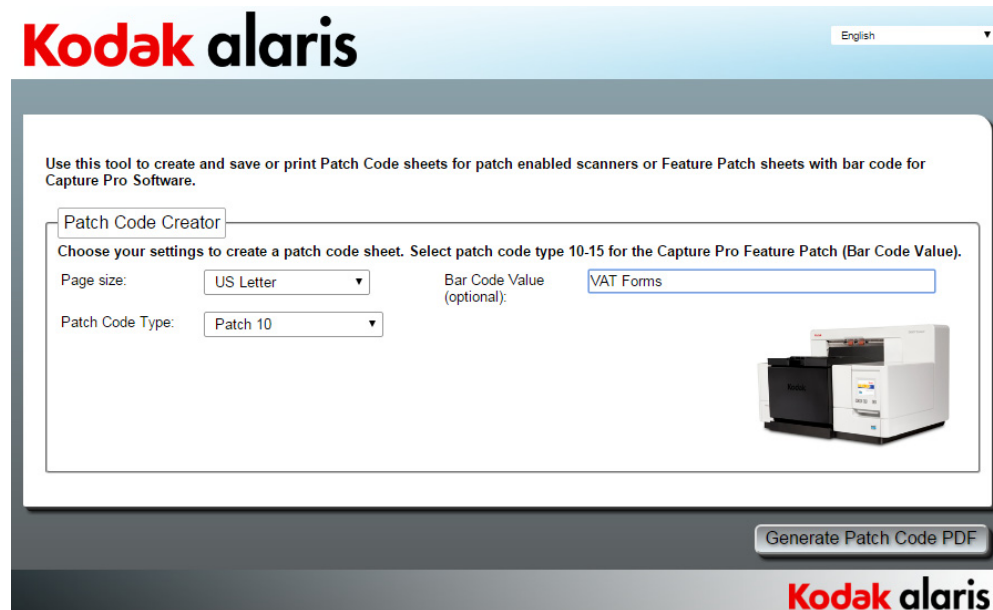 Kodak alaris
English
Use this tool to create and save or print Patch Code sheets for patch enabled scanners or Feature Patch sheets with bar code for
Capture Pro Software.
Patch Code Creator
Choose your settings to create a patch code sheet. Select patch code type 10-15 for the Capture Pro Feature Patch (Bar Code Value).
Page size:
US Letter
Bar Code Value
(optional):
VAT Forms
Patch Code Type:
Patch 10
Kodak
Generate Patch Code PDF
Kodak alaris